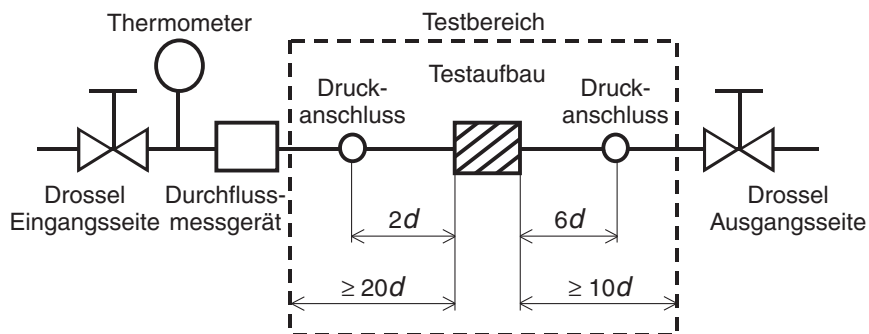 Testbereich
Thermometer
Testaufbau
Druck-
anschluss
Druck-
anschluss
Drossel
Eingangsseite
Durchfluss-
messgerät
Drossel
Ausgangsseite
2d
6d
≥ 20d
≥ 10d